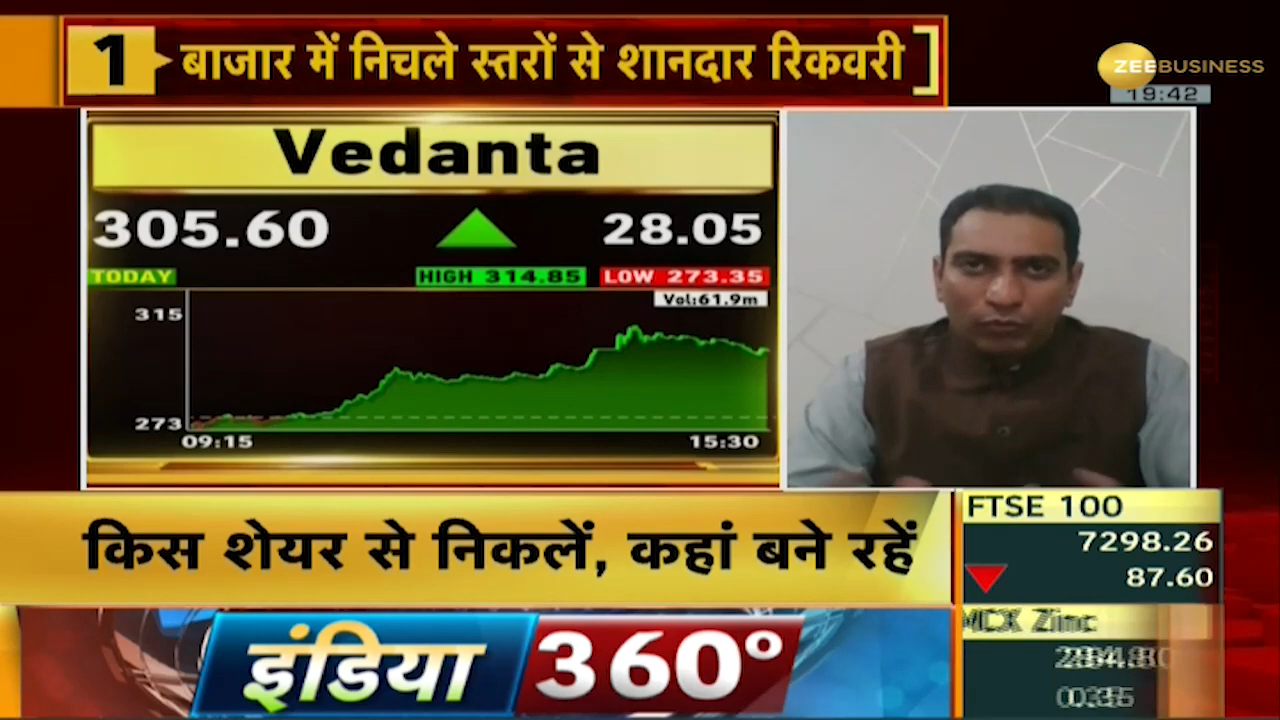 1 बाजार में निचले स्तरों से शानदार रिकवरी
ZEEBUSINESS
19:42
Vedanta
305.60 28.05
TODAY HIGH 314.85 LOW 273.35
Vol:61.9m
315
273
09:15 15:30
किस शेयर से निकलें, कहां बने रहें
FTSE 100
7298.26
87.60
MCX Zinc
इंडिया 360°